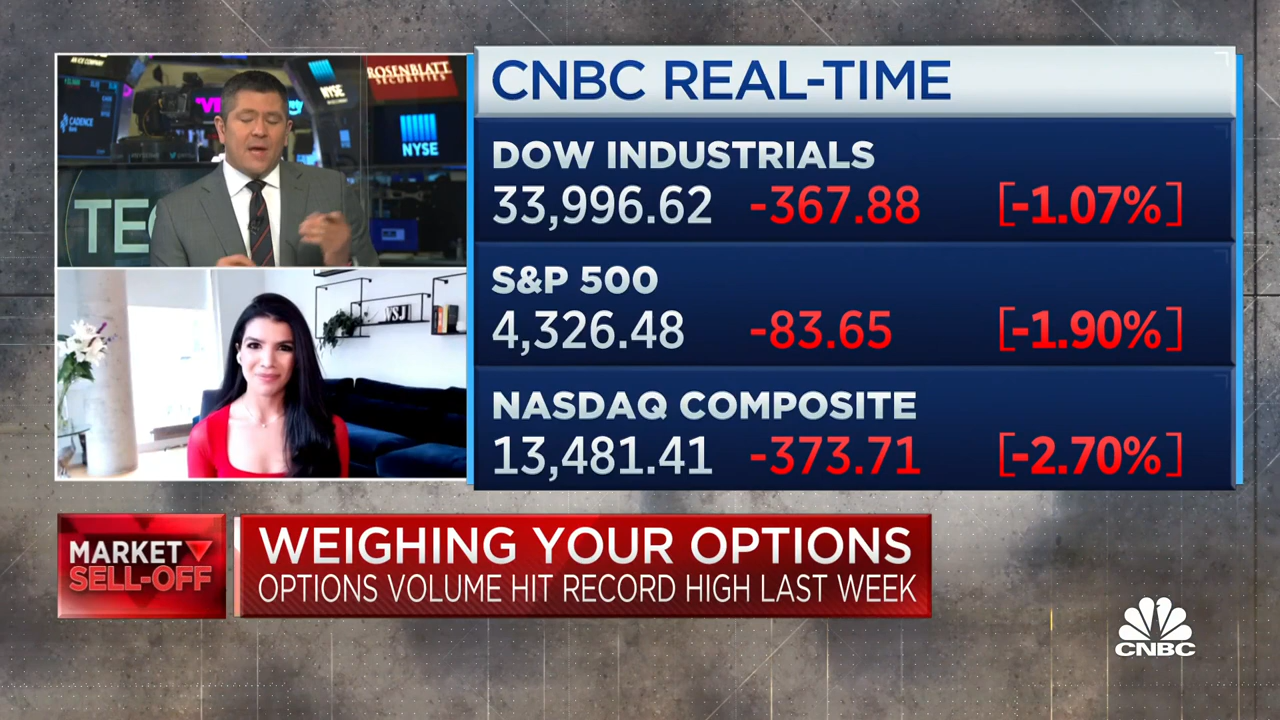 ROSENBLATT
SECURITIES
NYSE
NYSE
CADENCE
TEC
WSJ
CNBC REAL-TIME
DOW INDUSTRIALS
33,996.62 -367.88 [-1.07%]
S&P 500
4,326.48 -83.65 [-1.90%]
NASDAQ COMPOSITE
13,481.41 -373.71 [-2.70%]
MARKET
SELL-OFF
WEIGHING YOUR OPTIONS
OPTIONS VOLUME HIT RECORD HIGH LAST WEEK
CNBC